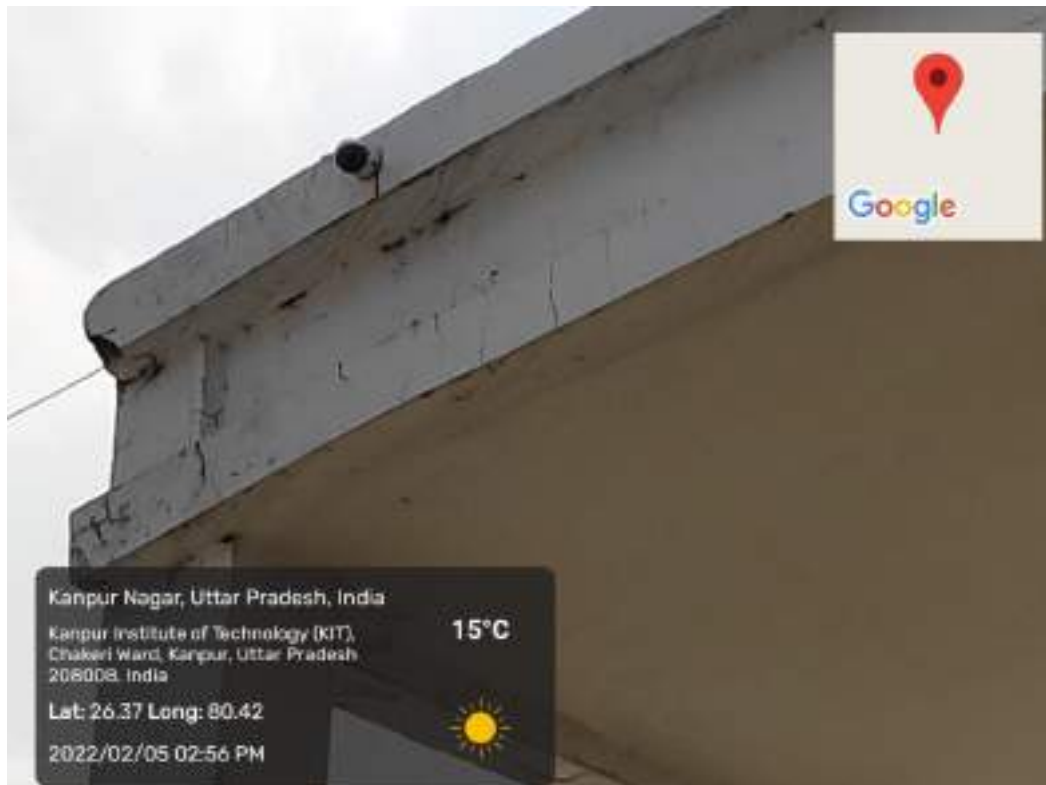 Google
Kanpur Nagar, Uttar Pradesh, India
Kanpur Institute of Technology (KIT),
Chakeri Ward, Kanpur, Uttar Pradesh
208008, India
15°C
Lat: 26.37 Long: 80.42
2022/02/05 02:56 PM